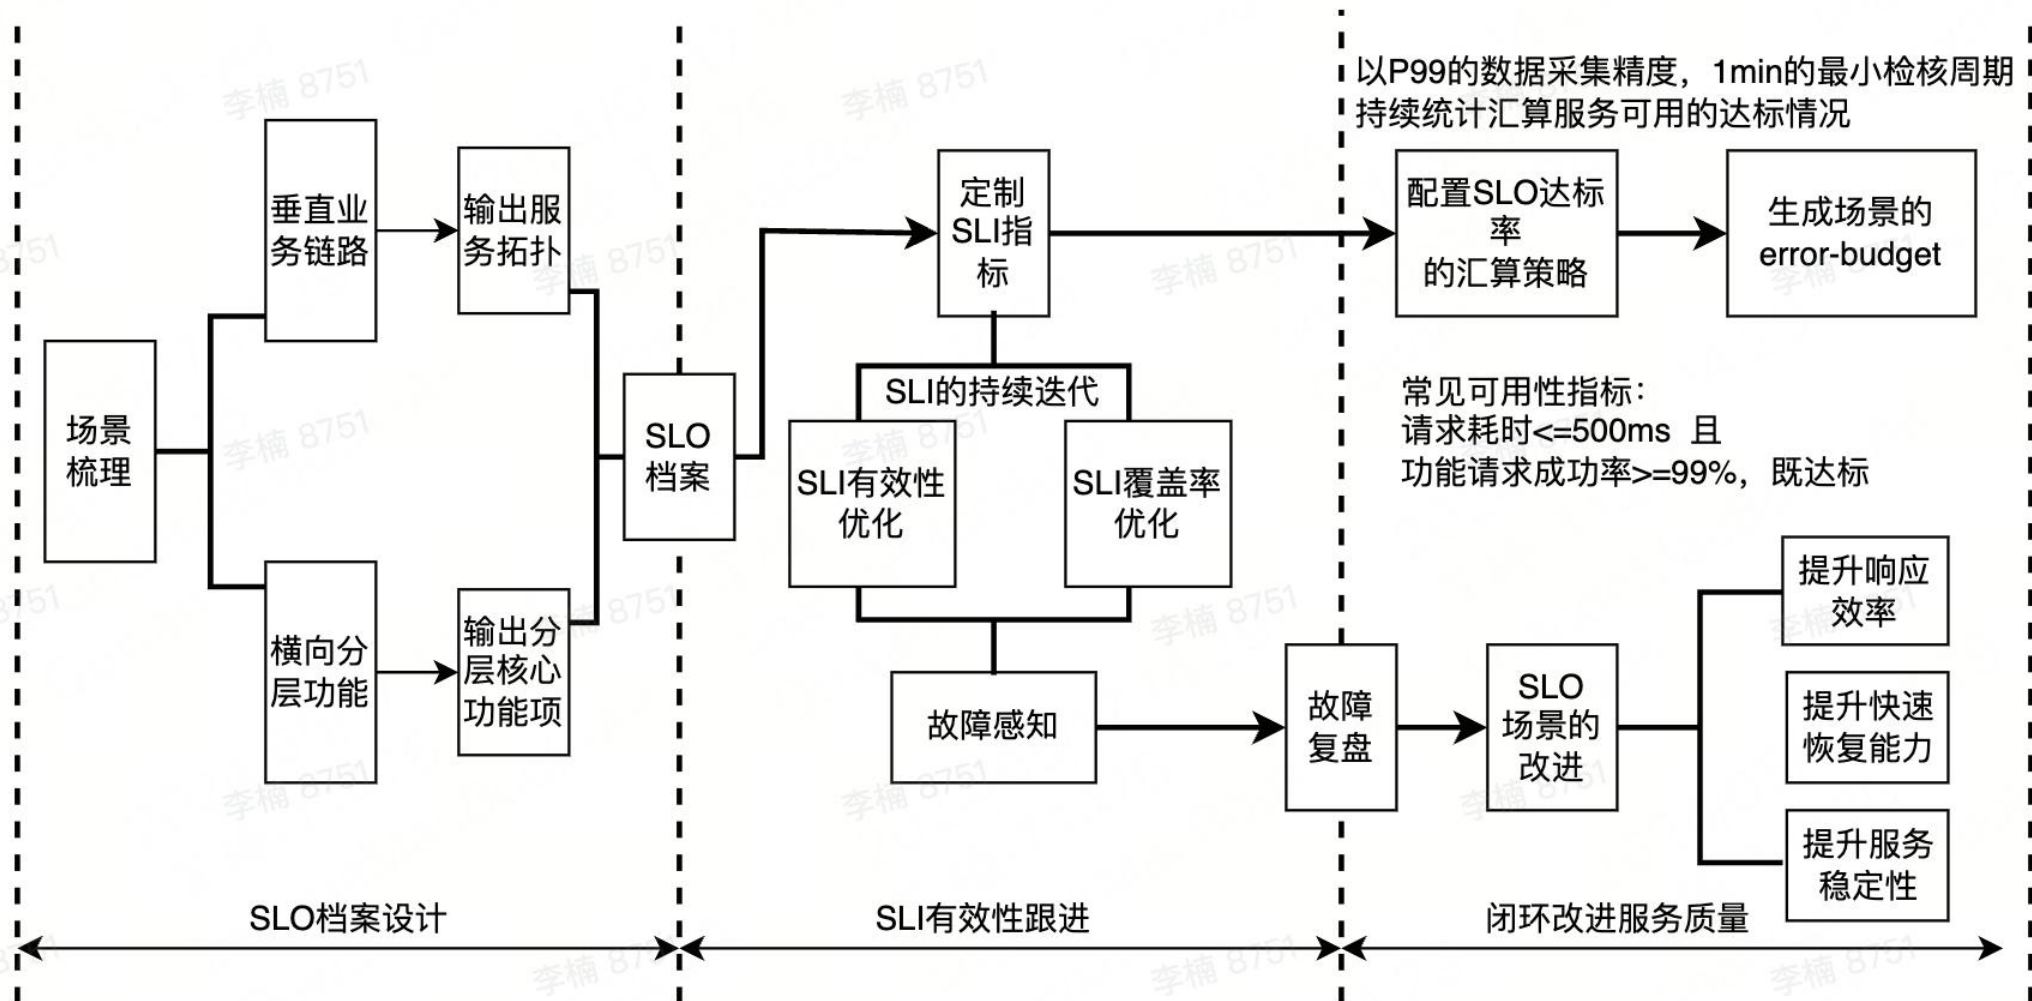 以P99的数据采集精度，1min的最小检核周期
持续统计汇算服务可用的达标情况
场景
梳理
垂直业
务链路
输出服
务拓扑
横向分
层功能
输出分
层核心
功能项
SLO
档案
定制
SLI指
标
SLI的持续迭代
SLI有效性
优化
SLI覆盖率
优化
故障感知
配置SLO达标
率
的汇算策略
生成场景的
error-budget
常见可用性指标：
请求耗时<=500ms 且
功能请求成功率>=99%，既达标
故障
复盘
SLO
场景的
改进
提升响应
效率
提升快速
恢复能力
提升服务
稳定性
SLO档案设计
SLI有效性跟进
闭环改进服务质量
李楠 8751